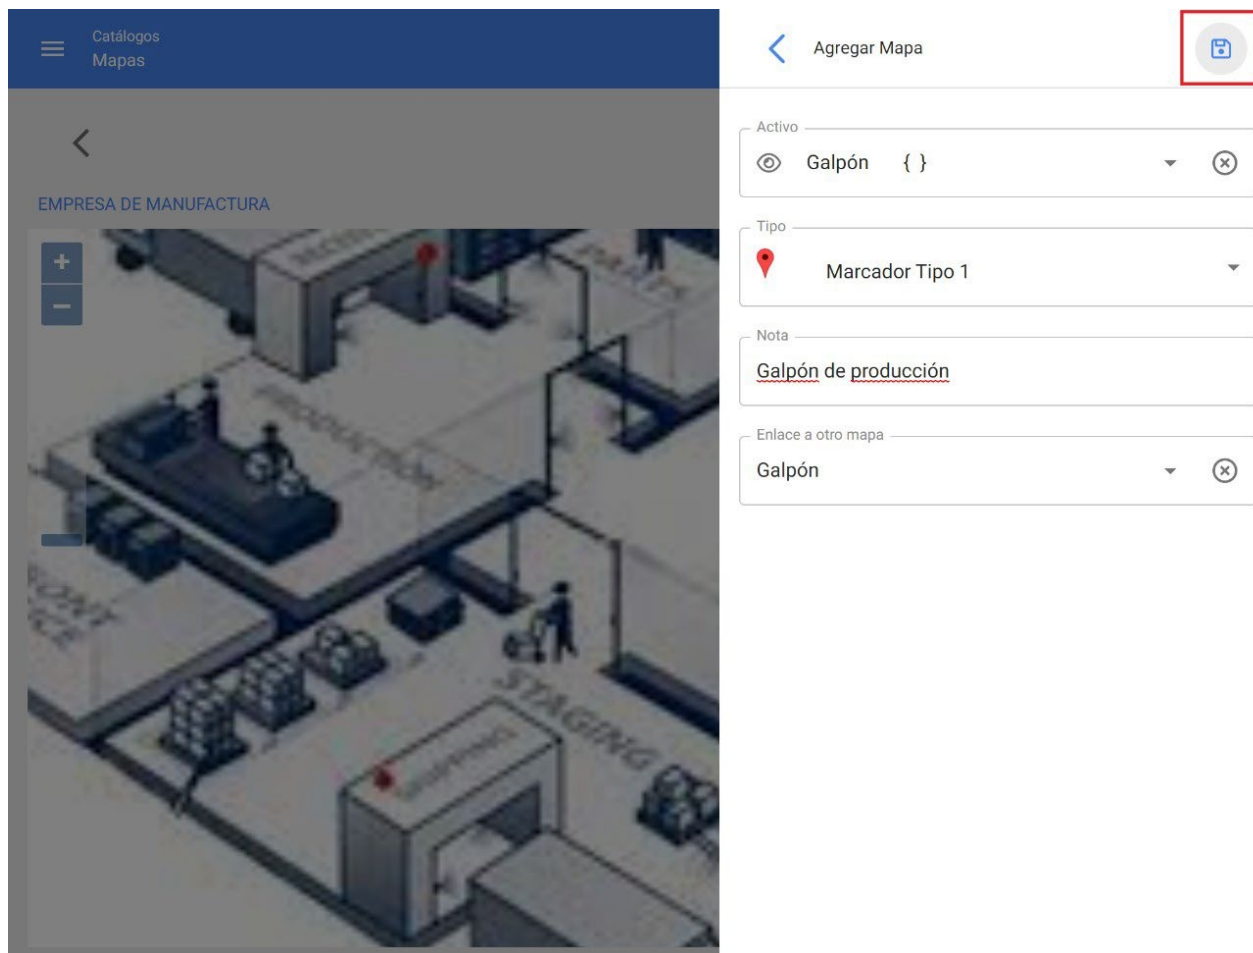 Catálogos
Mapas
Agregar Mapa
EMPRESA DE MANUFACTURA
PRODUCTION
STAGING
SHIPPING
Activo
Galpón { }
Tipo
Marcador Tipo 1
Nota
Galpón de producción
Enlace a otro mapa
Galpón